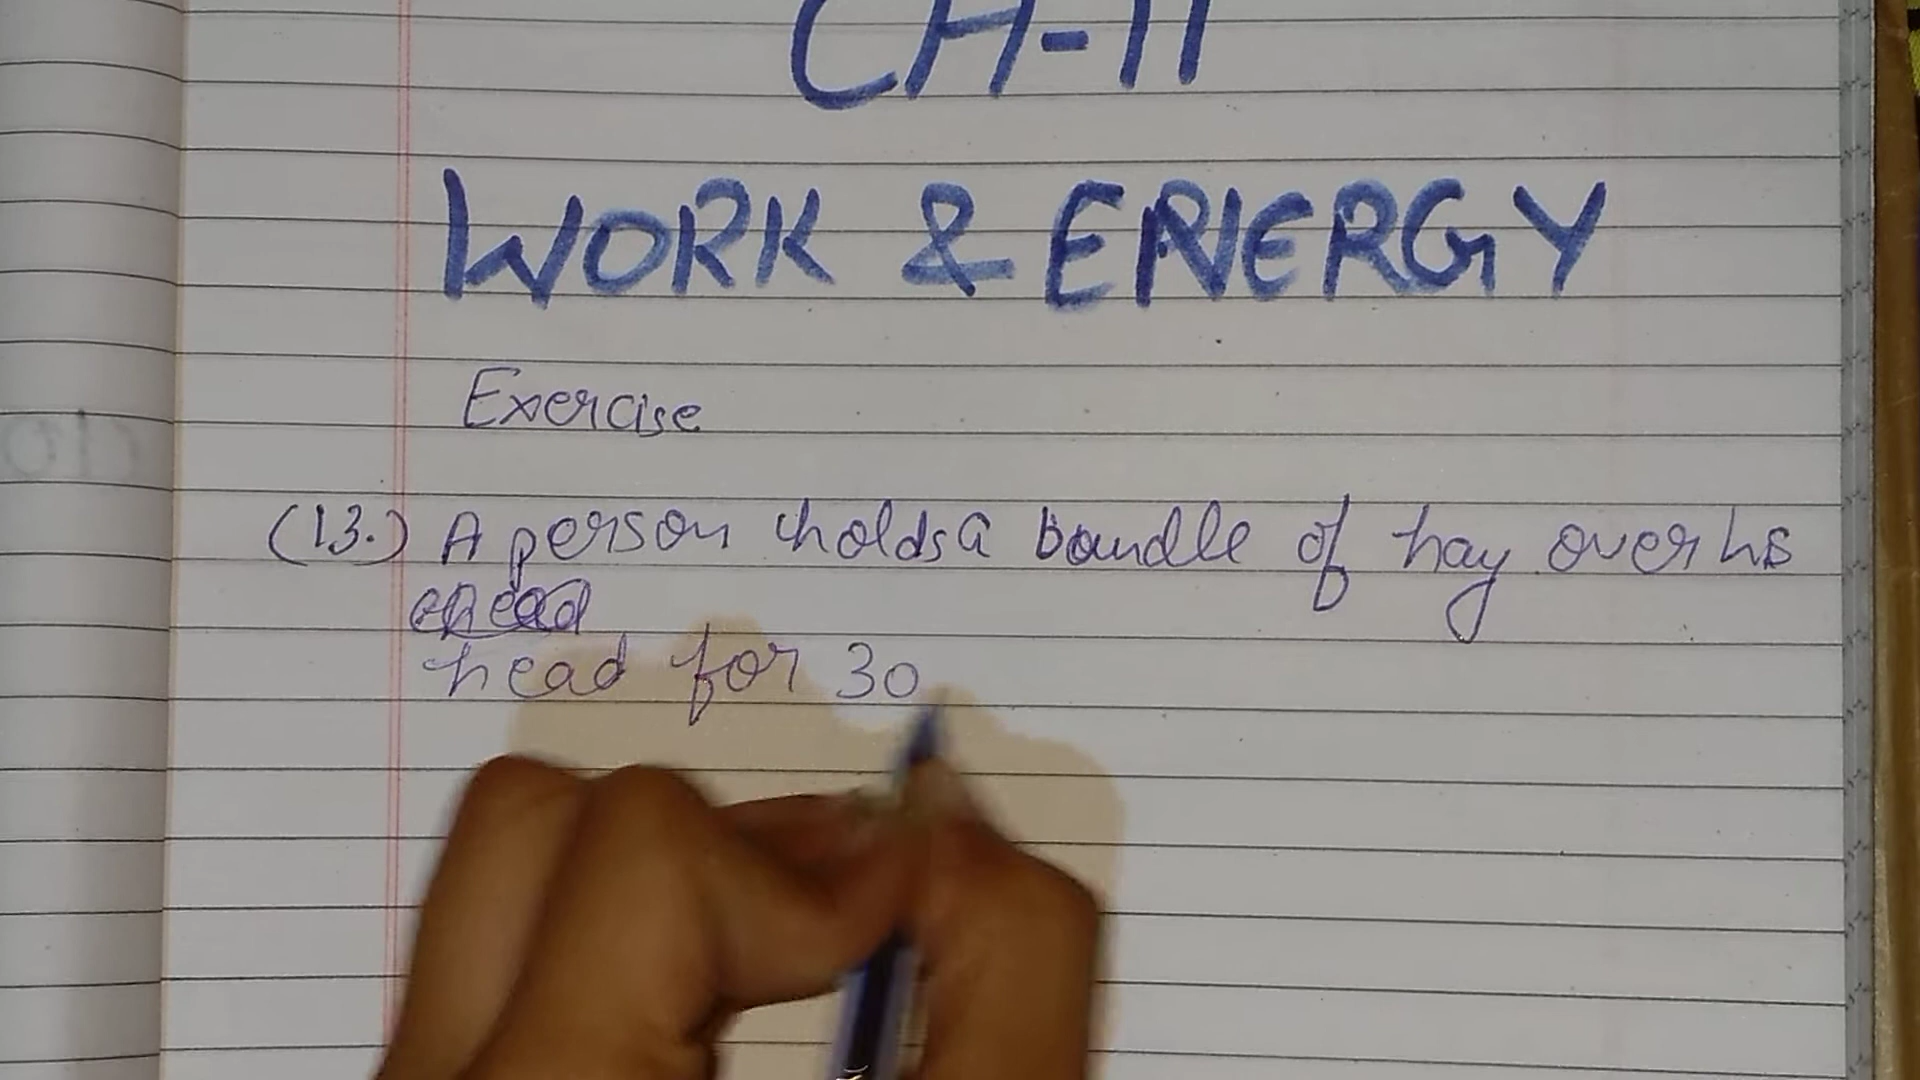 CH-11
WORK & ENERGY
Exercise
(13.) A person holds a bundle of hay over his
head for 30